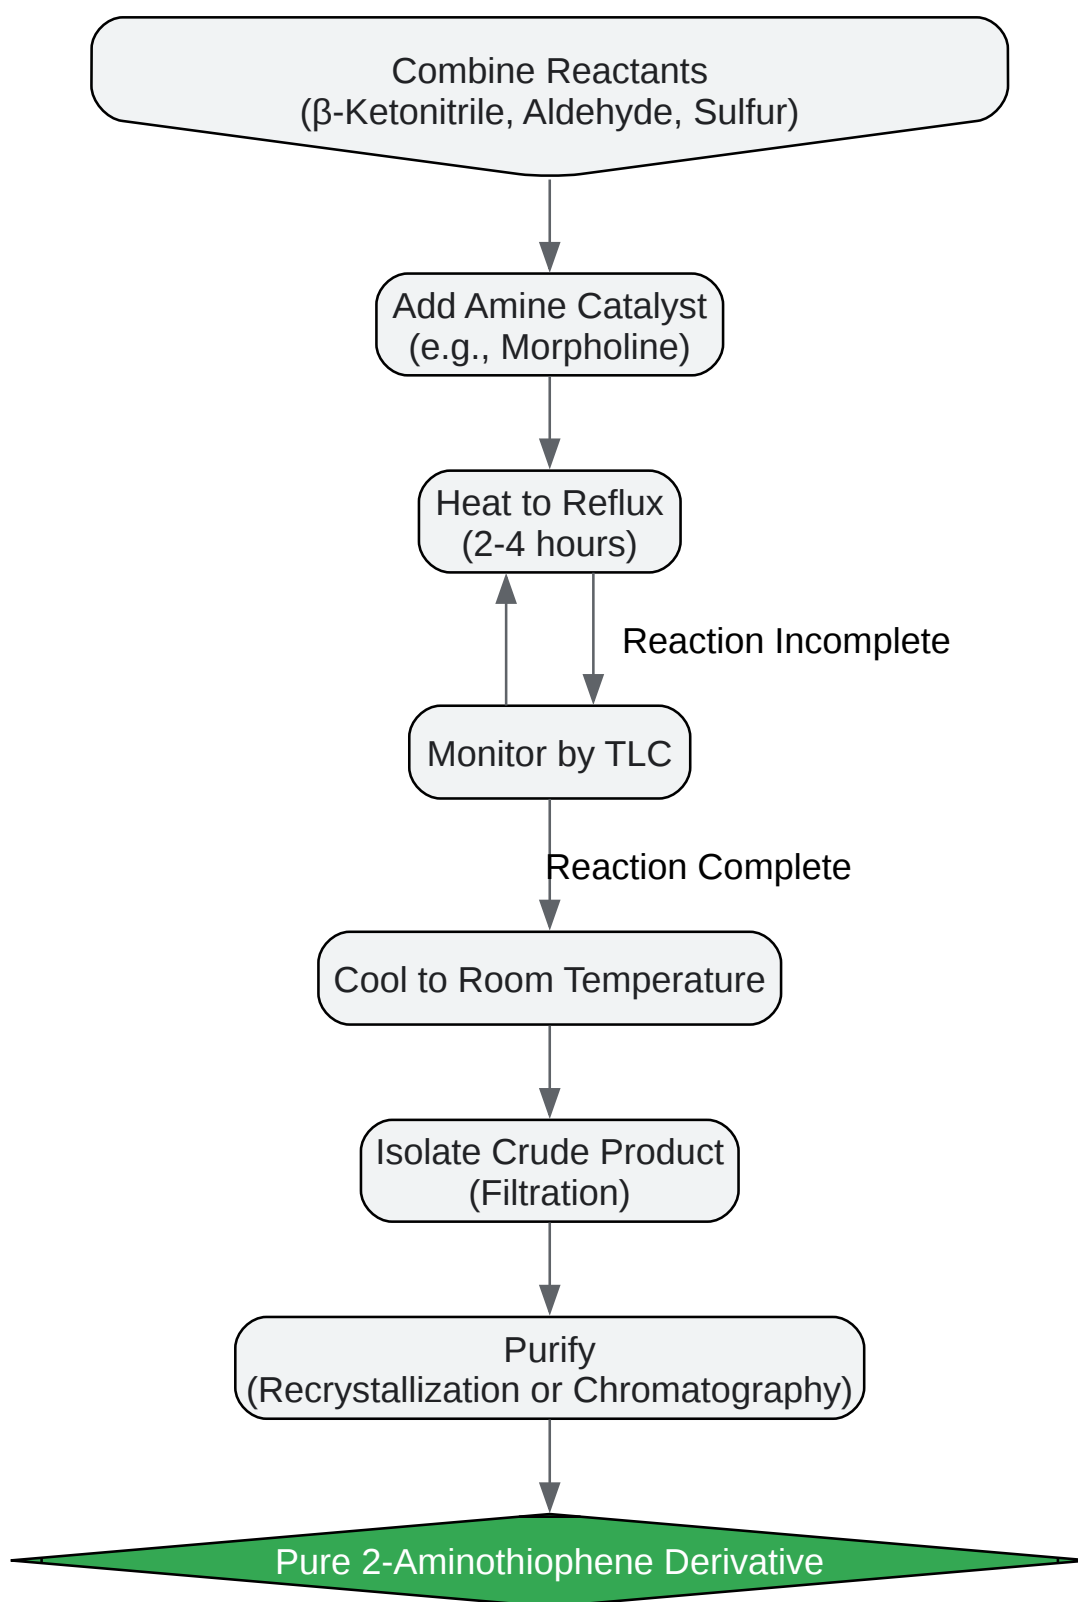 Combine Reactants
(β-Ketonitrile, Aldehyde, Sulfur)
Add Amine Catalyst
(e.g., Morpholine)
Heat to Reflux
(2-4 hours)
Reaction Incomplete
Monitor by TLC
Reaction Complete
Cool to Room Temperature
Isolate Crude Product
(Filtration)
Purify
(Recrystallization or Chromatography)
Pure 2-Aminothiophene Derivative